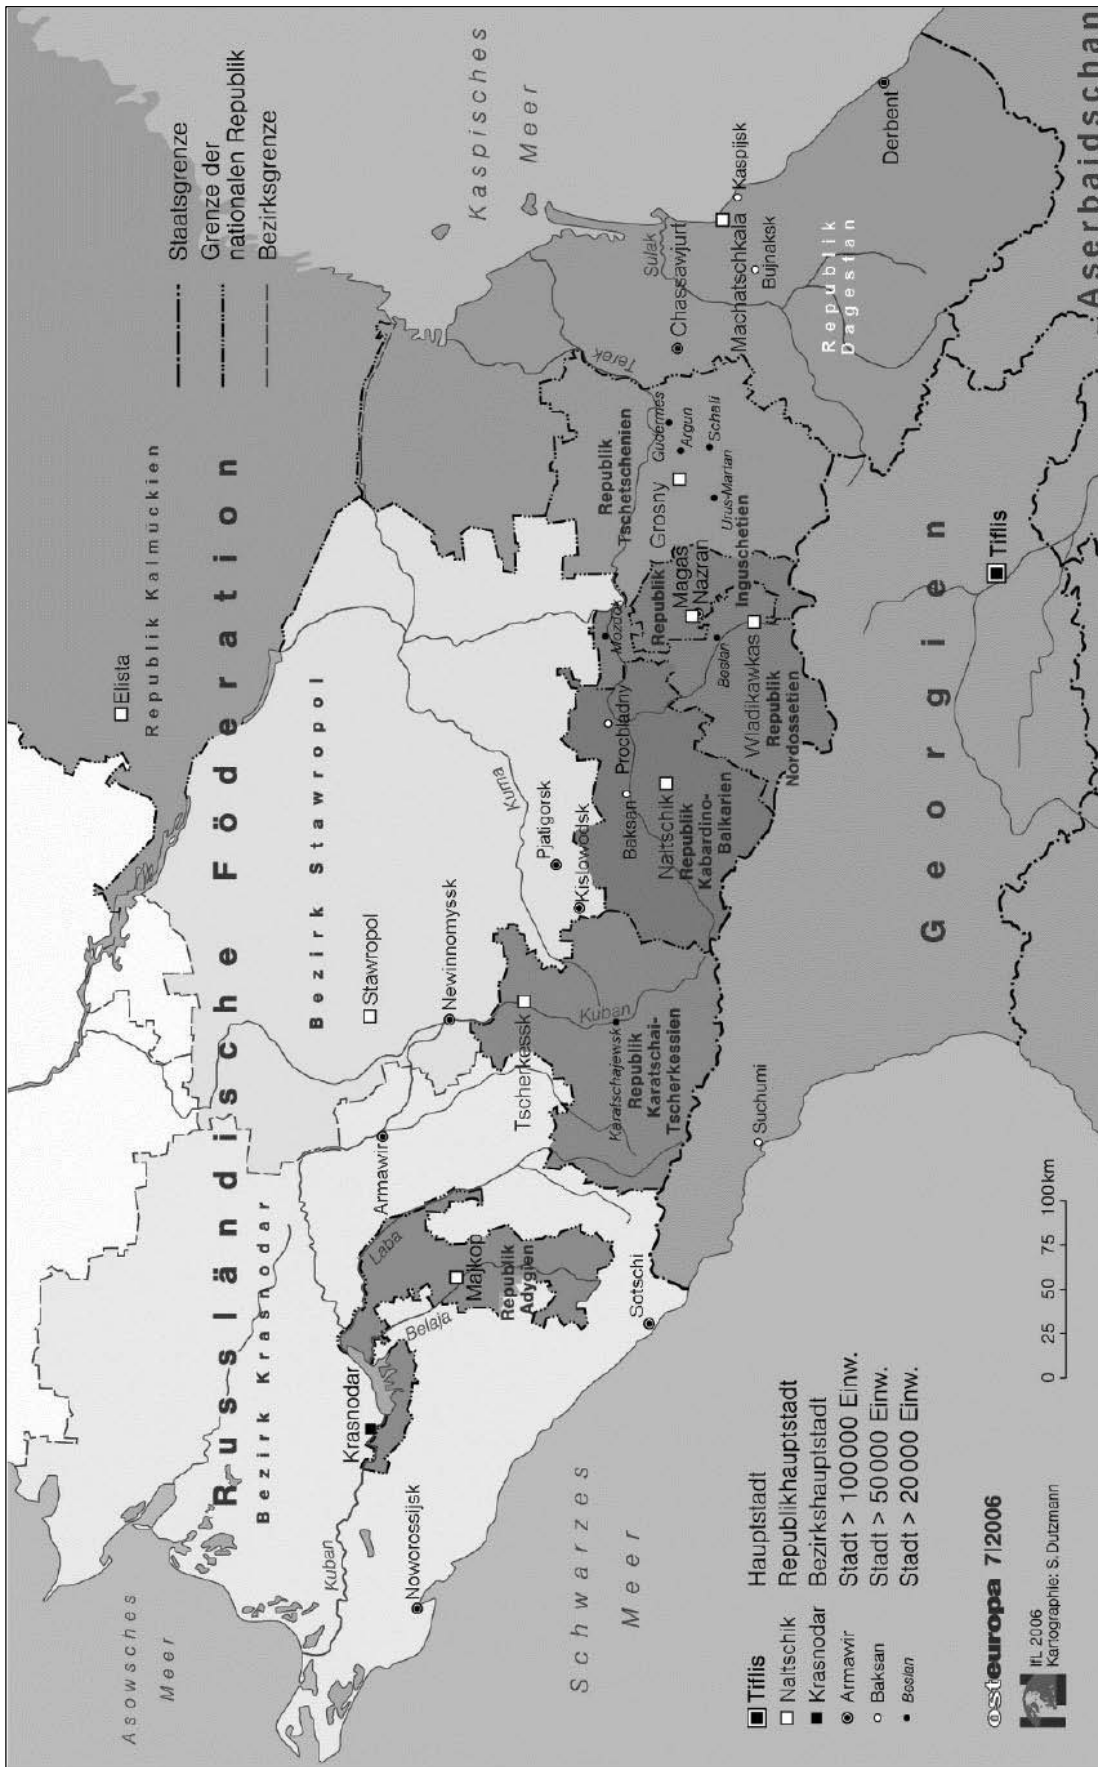 Asowsches
Meer
Kaspisches
Meer
Staatsgrenze
Grenze der
nationalen Republik
Bezirksgrenze
Republik Kalmückien
Elista
Russländische Föderation
Bezirk Krasnodar
Bezirk Stawropol
Stawropol
Newinnomyssk
Armawir
Kuban
Krasnodar
Noworossijsk
Laba
Belaja
Majkop
Republik
Adygien
Sotschi
Tscherkessk
Kuban
Karatschajewsk
Republik
Karatschai-
Tscherkessien
Kuma
Pjatigorsk
Kislowodsk
Prochladny
Baksan
Naltschik
Republik
Kabardino-
Balkarien
Mozdok
Beslan
Wladikawkas
Republik
Nordossetien
Republik
Inguschetien
Magas
Nazran
Republik
Tschetschenien
Grosny
Gudermes
Argun
Schali
Urus-Martan
Terek
Sulak
Chassawjurt
Machatschkala
Kaspijsk
Bujnaksk
Republik
Dagestan
Derbent
Aserbaidschan
Georgien
Tiflis
Suchumi
Schwarzes
Meer
Tiflis Hauptstadt
Naltschik Republikhauptstadt
Krasnodar Bezirkshauptstadt
Armawir Stadt > 100000 Einw.
Baksan Stadt > 50000 Einw.
Beslan Stadt > 20000 Einw.
0 25 50 75 100km
osteuropa 7|2006
IfL 2006
Kartographie: S. Dutzmann